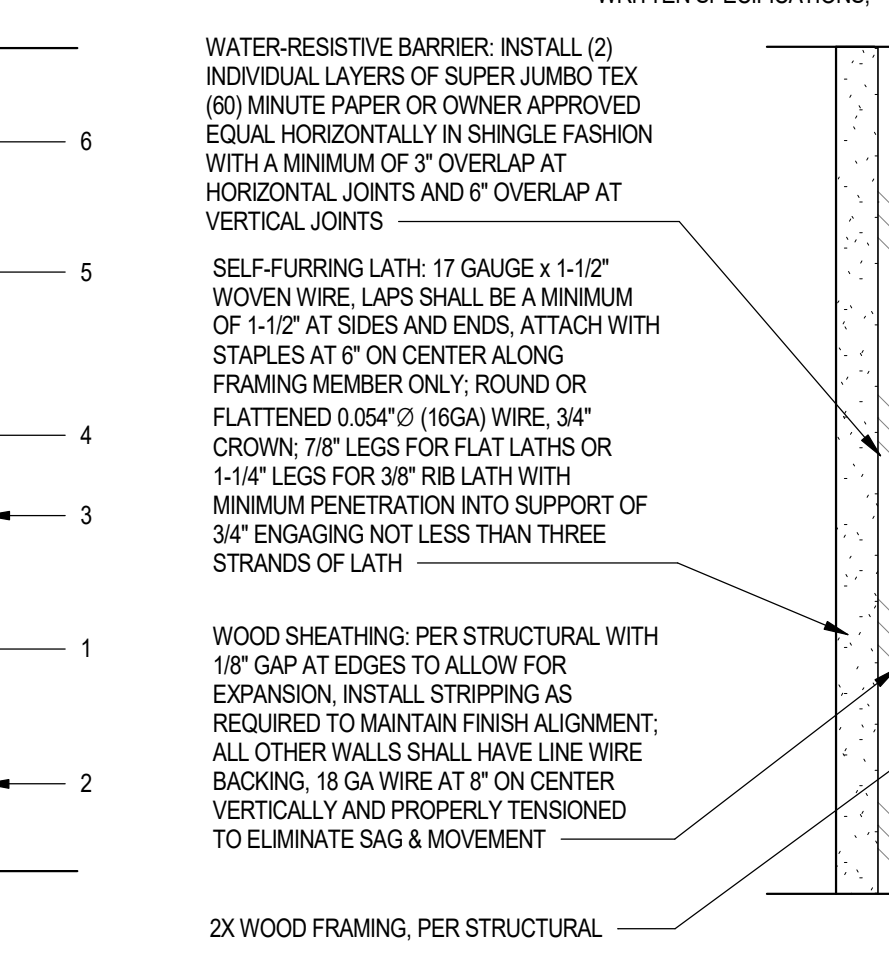 WRITTEN SPECIFICATIONS,
WATER-RESISTIVE BARRIER: INSTALL (2)
INDIVIDUAL LAYERS OF SUPER JUMBO TEX
(60) MINUTE PAPER OR OWNER APPROVED
EQUAL HORIZONTALLY IN SHINGLE FASHION
WITH A MINIMUM OF 3" OVERLAP AT
HORIZONTAL JOINTS AND 6" OVERLAP AT
VERTICAL JOINTS
SELF-FURRING LATH: 17 GAUGE x 1-1/2"
WOVEN WIRE, LAPS SHALL BE A MINIMUM
OF 1-1/2" AT SIDES AND ENDS, ATTACH WITH
STAPLES AT 6" ON CENTER ALONG
FRAMING MEMBER ONLY; ROUND OR
FLATTENED 0.054"Ø (16GA) WIRE, 3/4"
CROWN; 7/8" LEGS FOR FLAT LATHS OR
1-1/4" LEGS FOR 3/8" RIB LATH WITH
MINIMUM PENETRATION INTO SUPPORT OF
3/4" ENGAGING NOT LESS THAN THREE
STRANDS OF LATH
WOOD SHEATHING: PER STRUCTURAL WITH
1/8" GAP AT EDGES TO ALLOW FOR
EXPANSION, INSTALL STRIPPING AS
REQUIRED TO MAINTAIN FINISH ALIGNMENT;
ALL OTHER WALLS SHALL HAVE LINE WIRE
BACKING, 18 GA WIRE AT 8" ON CENTER
VERTICALLY AND PROPERLY TENSIONED
TO ELIMINATE SAG & MOVEMENT
2X WOOD FRAMING, PER STRUCTURAL
6
5
4
3
1
2